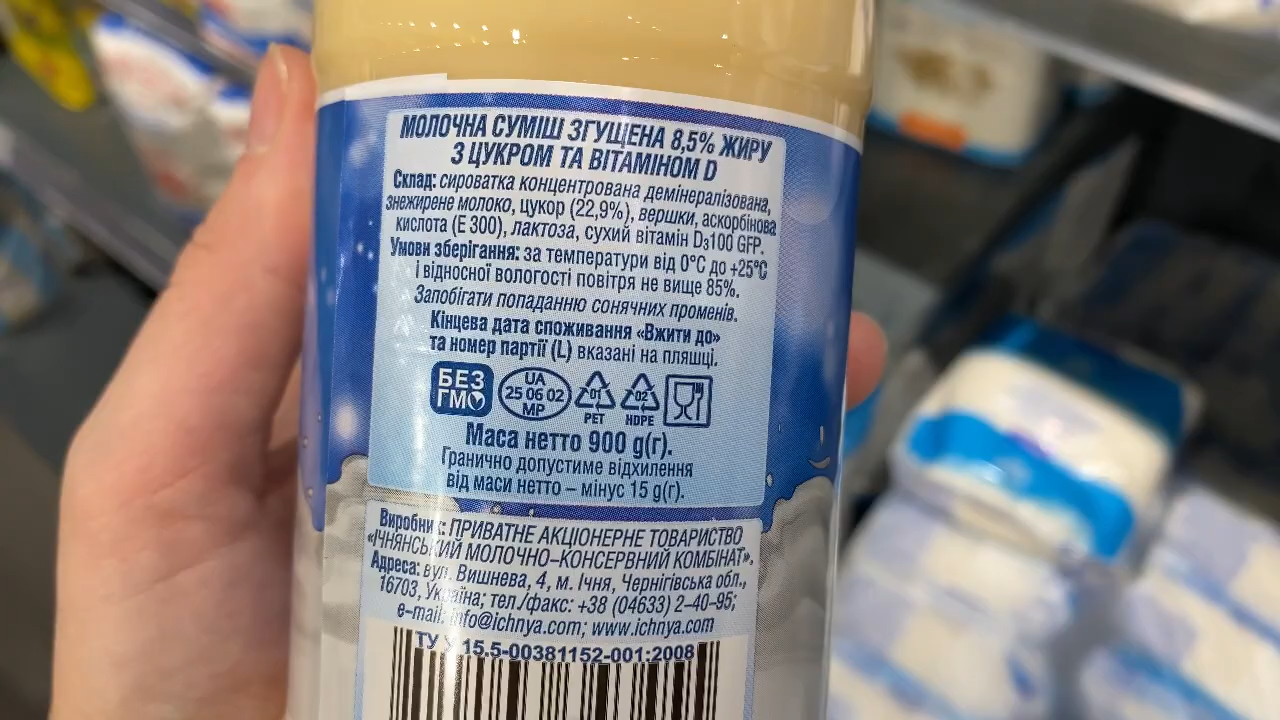 МОЛОЧНА СУМІШ ЗГУЩЕНА 8,5% ЖИРУ
З ЦУКРОМ ТА ВІТАМІНОМ D
Склад: сироватка концентрована демінералізована,
знежирене молоко, цукор (22,9%), вершки, аскорбінова
кислота (Е 300), лактоза, сухий вітамін D₃100 GFP.
Умови зберігання: за температури від 0°С до +25°С
і відносної вологості повітря не вище 85%.
Запобігати попаданню сонячних променів.
Кінцева дата споживання «Вжити до»
та номер партії (L) вказані на пляшці.
БЕЗ
ГМО
UA
25 06 02
MP
01
PET
02
HDPE
Маса нетто 900 g(г).
Гранично допустиме відхилення
від маси нетто – мінус 15 g(г).
Виробник: ПРИВАТНЕ АКЦІОНЕРНЕ ТОВАРИСТВО
«ІЧНЯНСЬКИЙ МОЛОЧНО–КОНСЕРВНИЙ КОМБІНАТ».
Адреса: вул. Вишнева, 4, м. Ічня, Чернігівська обл.,
16703, Україна; тел./факс: +38 (04633) 2–40–95;
e–mail: info@ichnya.com; www.ichnya.com
ТУ У 15.5-00381152-001:2008